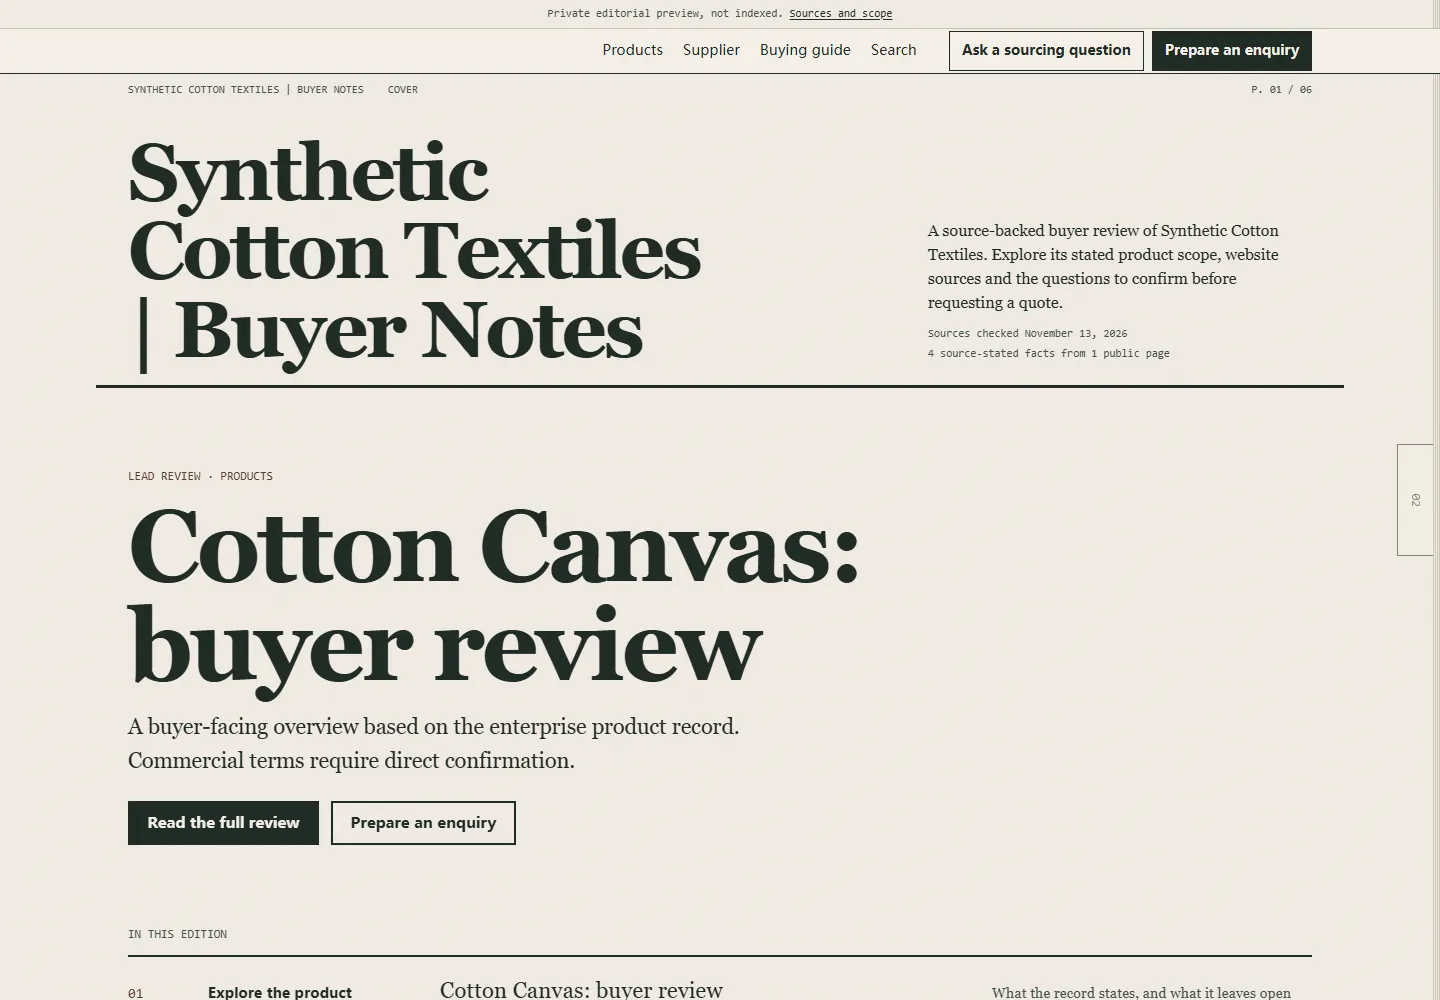 Private editorial preview, not indexed. Sources and scope
Products Supplier Buying guide Search Ask a sourcing question Prepare an enquiry
SYNTHETIC COTTON TEXTILES | BUYER NOTES COVER P. 01 / 06
Synthetic
Cotton Textiles
| Buyer Notes
A source-backed buyer review of Synthetic Cotton
Textiles. Explore its stated product scope, website
sources and the questions to confirm before
requesting a quote.
Sources checked November 13, 2026
4 source-stated facts from 1 public page
02
LEAD REVIEW · PRODUCTS
Cotton Canvas:
buyer review
A buyer-facing overview based on the enterprise product record.
Commercial terms require direct confirmation.
Read the full review Prepare an enquiry
IN THIS EDITION
01 Explore the product Cotton Canvas: buyer review What the record states, and what it leaves open